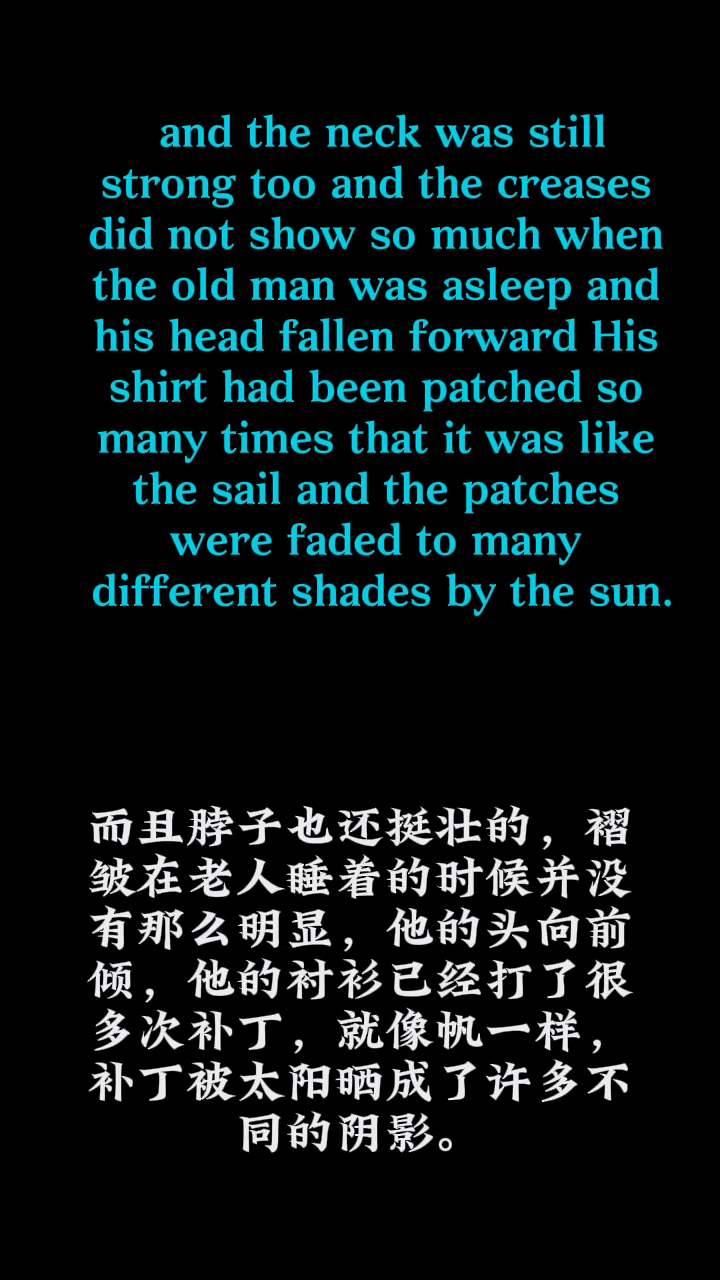 and the neck was still
strong too and the creases
did not show so much when
the old man was asleep and
his head fallen forward His
shirt had been patched so
many times that it was like
the sail and the patches
were faded to many
different shades by the sun.
而且脖子也还挺壮的，褶
皱在老人睡着的时候并没
有那么明显，他的头向前
倾，他的衬衫已经打了很
多次补丁，就像帆一样，
补丁被太阳晒成了许多不
同的阴影。